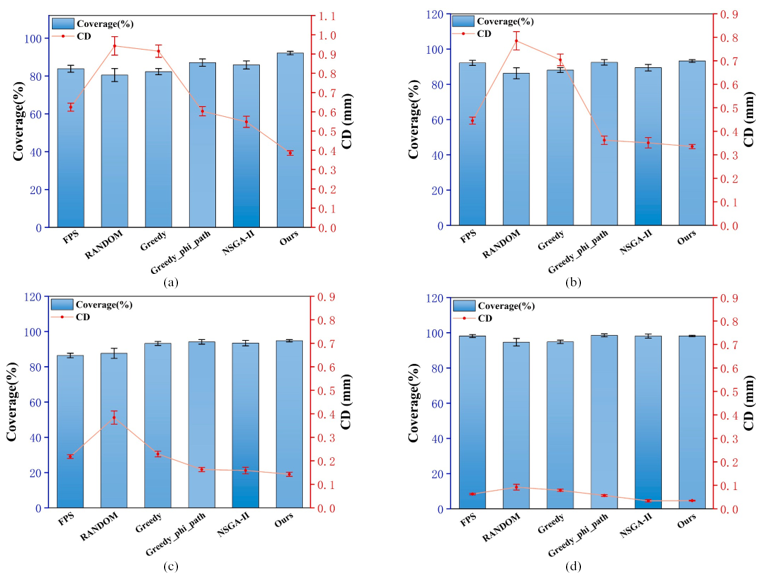 Coverage(%)
CD
Coverage(%)
CD (mm)
0
20
40
60
80
100
0. 0
0. 1
0. 2
0. 3
0. 4
0. 5
0. 6
0. 7
0. 8
0. 9
1. 0
1. 1
FPS
RANDOM
Greedy
Greedy_phi_path
NSGA-II
Ours
(a)
Coverage(%)
CD
Coverage(%)
CD (mm)
0
20
40
60
80
100
120
0. 0
0. 1
0. 2
0. 3
0. 4
0. 5
0. 6
0. 7
0. 8
0. 9
FPS
RANDOM
Greedy
Greedy_phi_path
NSGA-II
Ours
(b)
Coverage(%)
CD
Coverage(%)
CD (mm)
0
20
40
60
80
100
120
0. 0
0. 1
0. 2
0. 3
0. 4
0. 5
0. 6
0. 7
0. 8
0. 9
FPS
RANDOM
Greedy
Greedy_phi_path
NSGA-II
Ours
(c)
Coverage(%)
CD
Coverage(%)
CD (mm)
0
20
40
60
80
100
120
0. 0
0. 1
0. 2
0. 3
0. 4
0. 5
0. 6
0. 7
0. 8
0. 9
FPS
RANDOM
Greedy
Greedy_phi_path
NSGA-II
Ours
(d)